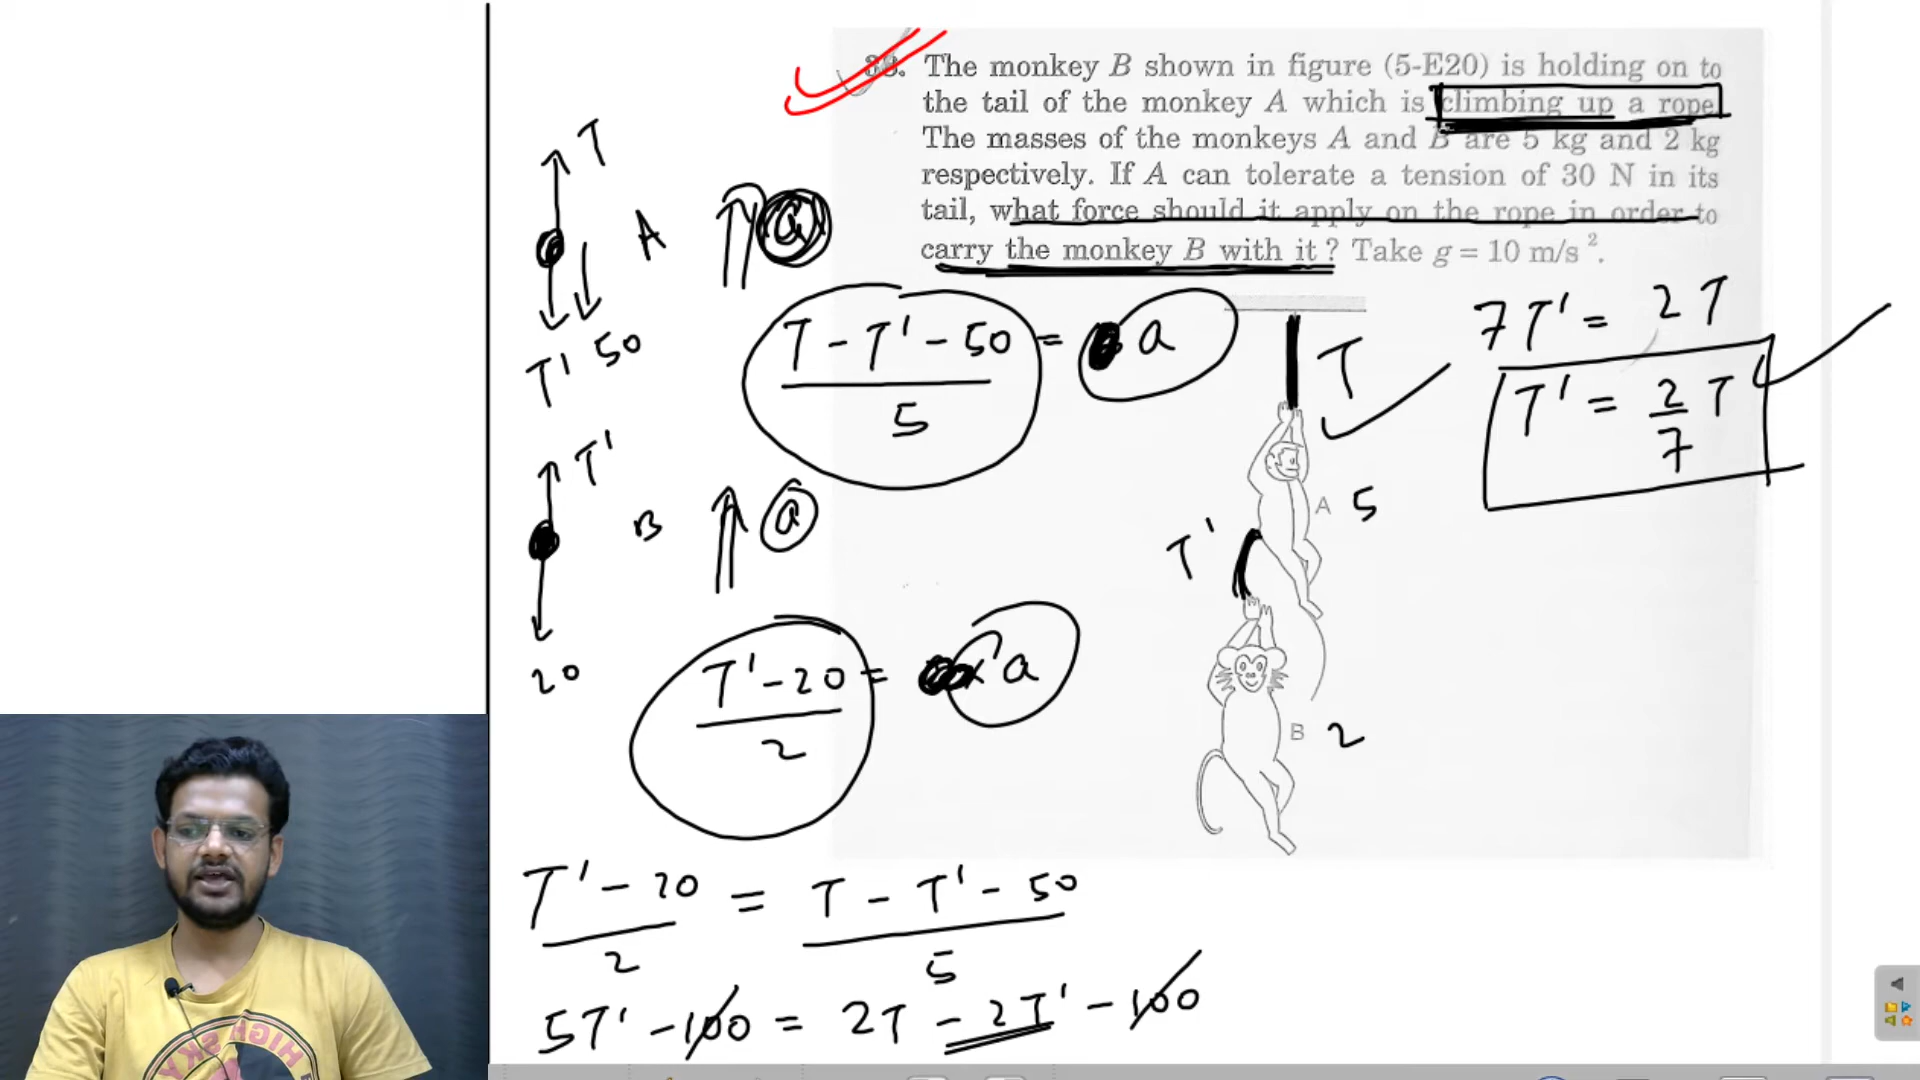 38. The monkey B shown in figure (5-E20) is holding on to
the tail of the monkey A which is climbing up a rope.
The masses of the monkeys A and B are 5 kg and 2 kg
respectively. If A can tolerate a tension of 30 N in its
tail, what force should it apply on the rope in order to
carry the monkey B with it? Take g = 10 m/s².
T
A
a
T' 50
T - T' - 50 = a
5
T
7T' = 2T
T' = 2/7 T
A 5
T'
T'
B
a
20
T' - 20 = a
2
B 2
T' - 20 = T - T' - 50
2 5
5T' - 100 = 2T - 2T' - 100
HIGH
SKY